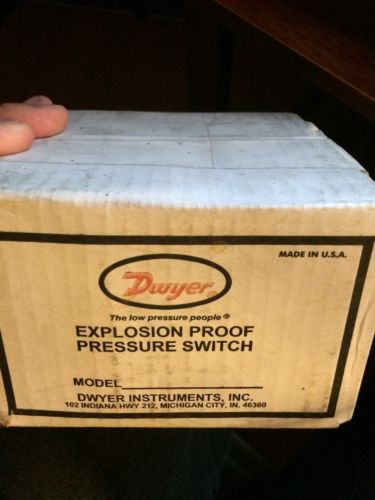 MADE IN U.S.A.
Dwyer®
The low pressure people®
EXPLOSION PROOF
PRESSURE SWITCH
MODEL
DWYER INSTRUMENTS, INC.
102 INDIANA HWY 212, MICHIGAN CITY, IN. 46360